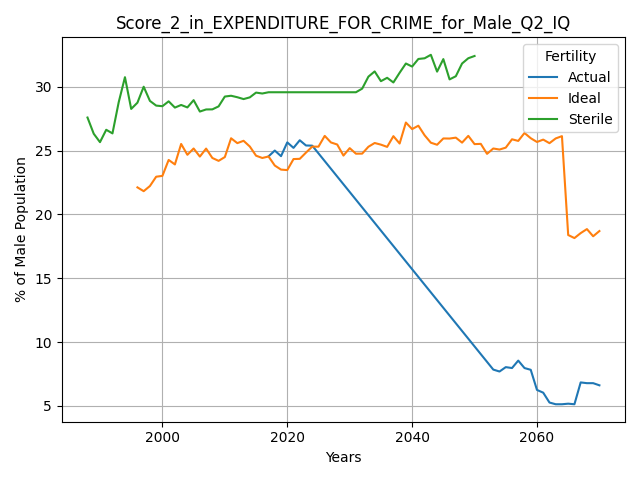 Score_2_in_EXPENDITURE_FOR_CRIME_for_Male_Q2_IQ
Fertility
Actual
Ideal
Sterile
% of Male Population
30
25
20
15
10
5
2000
2020
2040
2060
Years